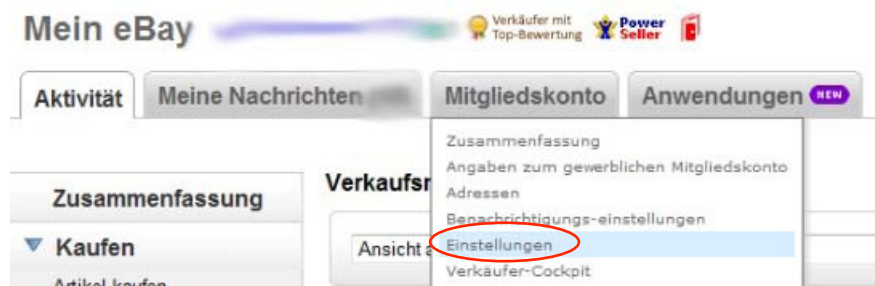 Mein eBay
Verkäufer mit
Top-Bewertung
Power
Seller
Aktivität
Meine Nachrichten
Mitgliedskonto
Anwendungen NEW
Zusammenfassung
Angaben zum gewerblichen Mitgliedskonto
Adressen
Benachrichtigungs-einstellungen
Einstellungen
Verkäufer-Cockpit
Zusammenfassung
Kaufen
Artikel kaufen
Verkaufsr
Ansicht a